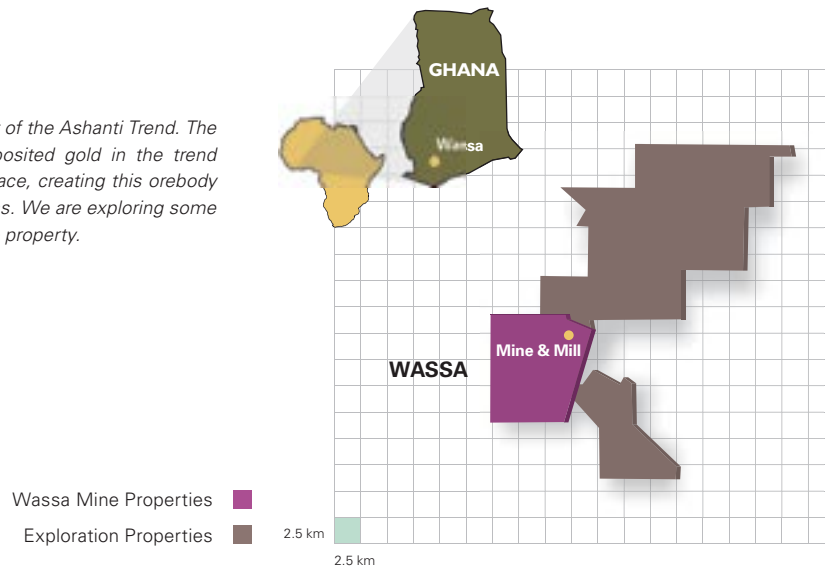 GHANA
Wassa
of the Ashanti Trend. The
posited gold in the trend
ace, creating this orebody
s. We are exploring some
property.
Mine & Mill
WASSA
Wassa Mine Properties
Exploration Properties
2.5 km
2.5 km